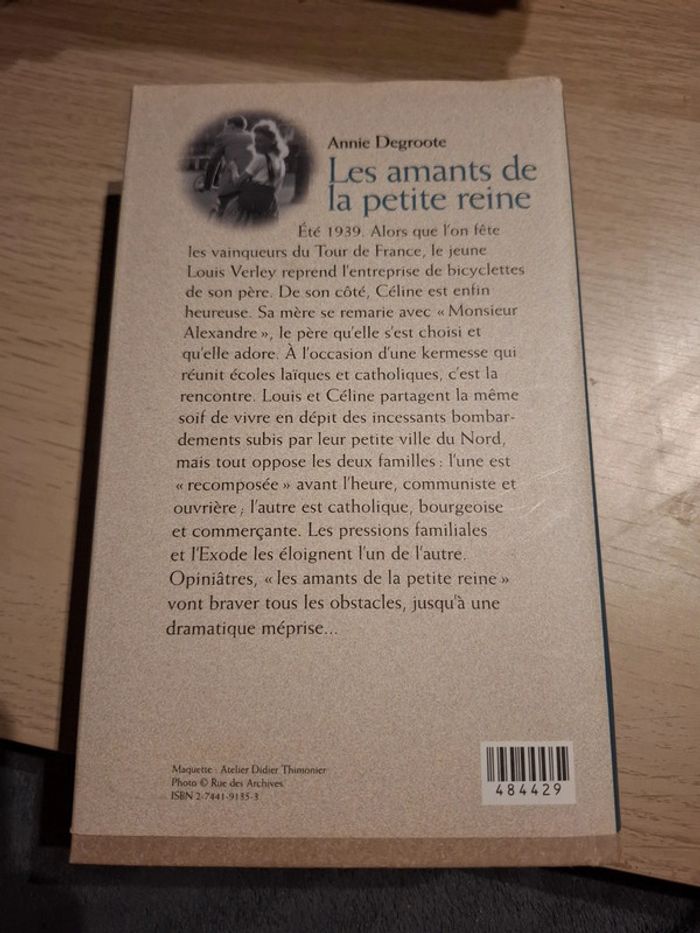 Annie Degroote
Les amants de
la petite reine
Été 1939. Alors que l'on fête
les vainqueurs du Tour de France, le jeune
Louis Verley reprend l'entreprise de bicyclettes
de son père. De son côté, Céline est enfin
heureuse. Sa mère se remarie avec « Monsieur
Alexandre », le père qu'elle s'est choisi et
qu'elle adore. À l'occasion d'une kermesse qui
réunit écoles laïques et catholiques, c'est la
rencontre. Louis et Céline partagent la même
soif de vivre en dépit des incessants bombar-
dements subis par leur petite ville du Nord,
mais tout oppose les deux familles : l'une est
« recomposée » avant l'heure, communiste et
ouvrière ; l'autre est catholique, bourgeoise
et commerçante. Les pressions familiales
et l'Exode les éloignent l'un de l'autre.
Opiniâtres, « les amants de la petite reine »
vont braver tous les obstacles, jusqu'à une
dramatique méprise...
Maquette · Atelier Didier Thimonier
Photo © Rue des Archives
ISBN 2-7441-9135-3
484429